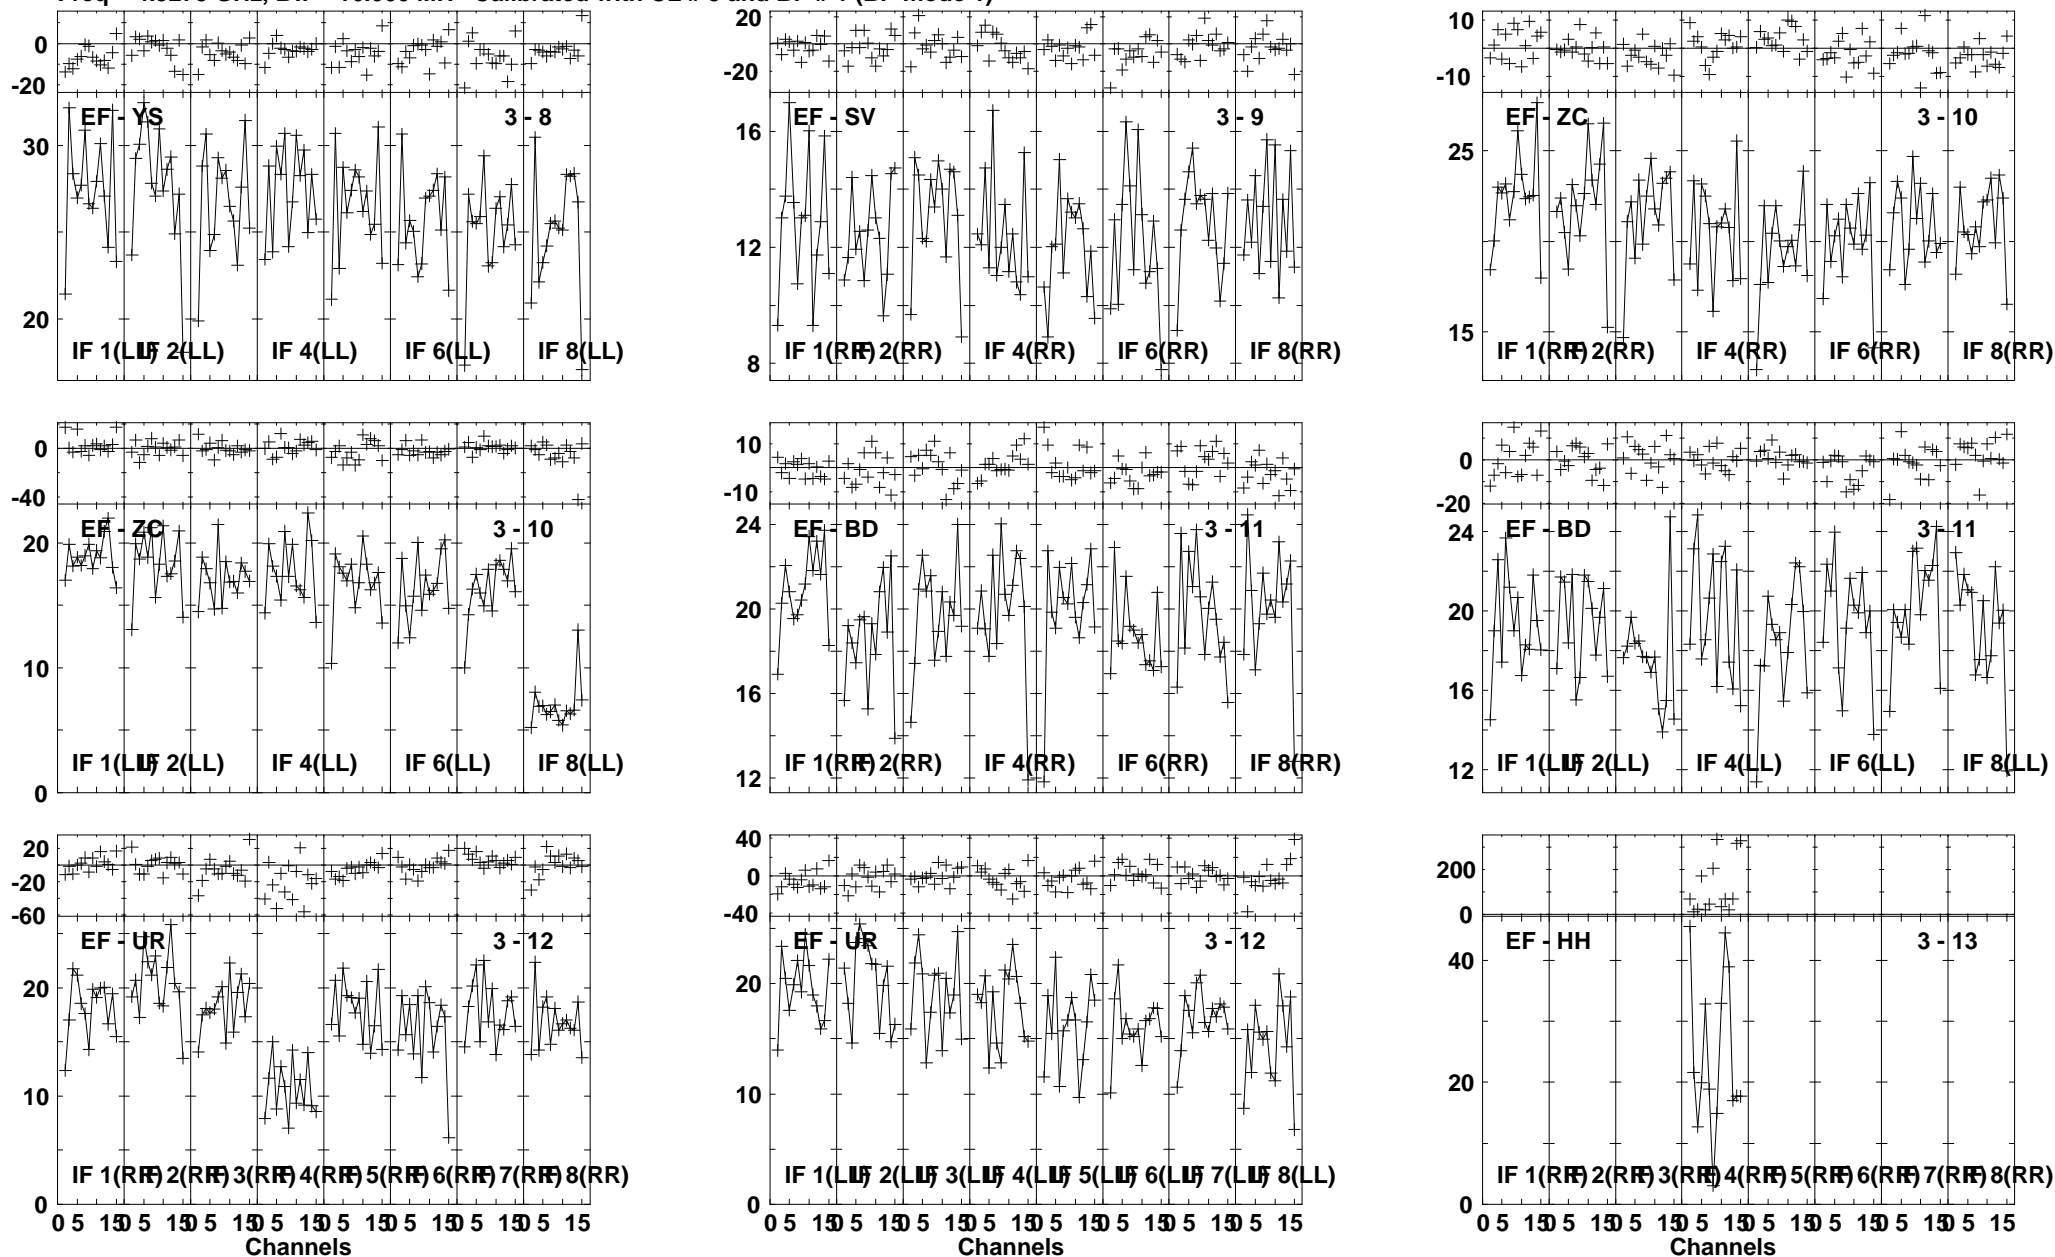 0
-20
30
20
EF - YS
3 - 8
IF 1(LL)
IF 2(LL)
IF 4(LL)
IF 6(LL)
IF 8(LL)
20
0
-20
16
12
8
EF - SV
3 - 9
IF 1(RR)
IF 2(RR)
IF 4(RR)
IF 6(RR)
IF 8(RR)
10
0
-10
25
15
EF - ZC
3 - 10
IF 1(RR)
IF 2(RR)
IF 4(RR)
IF 6(RR)
IF 8(RR)
0
-40
20
10
0
EF - ZC
3 - 10
IF 1(LL)
IF 2(LL)
IF 4(LL)
IF 6(LL)
IF 8(LL)
10
-10
24
20
16
12
EF - BD
3 - 11
IF 1(RR)
IF 2(RR)
IF 4(RR)
IF 6(RR)
IF 8(RR)
0
-20
24
20
16
12
EF - BD
3 - 11
IF 1(LL)
IF 2(LL)
IF 4(LL)
IF 6(LL)
IF 8(LL)
20
-20
-60
20
10
0
EF - UR
3 - 12
IF 1(RR)
IF 2(RR)
IF 3(RR)
IF 4(RR)
IF 5(RR)
IF 6(RR)
IF 7(RR)
IF 8(RR)
0 5 15 0 5 15 0 5 15 0 5 15 0 5 15 0 5 15 0 5 15 0 5 15
Channels
40
0
-40
20
10
0
EF - UR
3 - 12
IF 1(LL)
IF 2(LL)
IF 3(LL)
IF 4(LL)
IF 5(LL)
IF 6(LL)
IF 7(LL)
IF 8(LL)
0 5 15 0 5 15 0 5 15 0 5 15 0 5 15 0 5 15 0 5 15 0 5 15
Channels
200
0
40
20
0
EF - HH
3 - 13
IF 1(RR)
IF 2(RR)
IF 3(RR)
IF 4(RR)
IF 5(RR)
IF 6(RR)
IF 7(RR)
IF 8(RR)
0 5 15 0 5 15 0 5 15 0 5 15 0 5 15 0 5 15 0 5 15 0 5 15
Channels